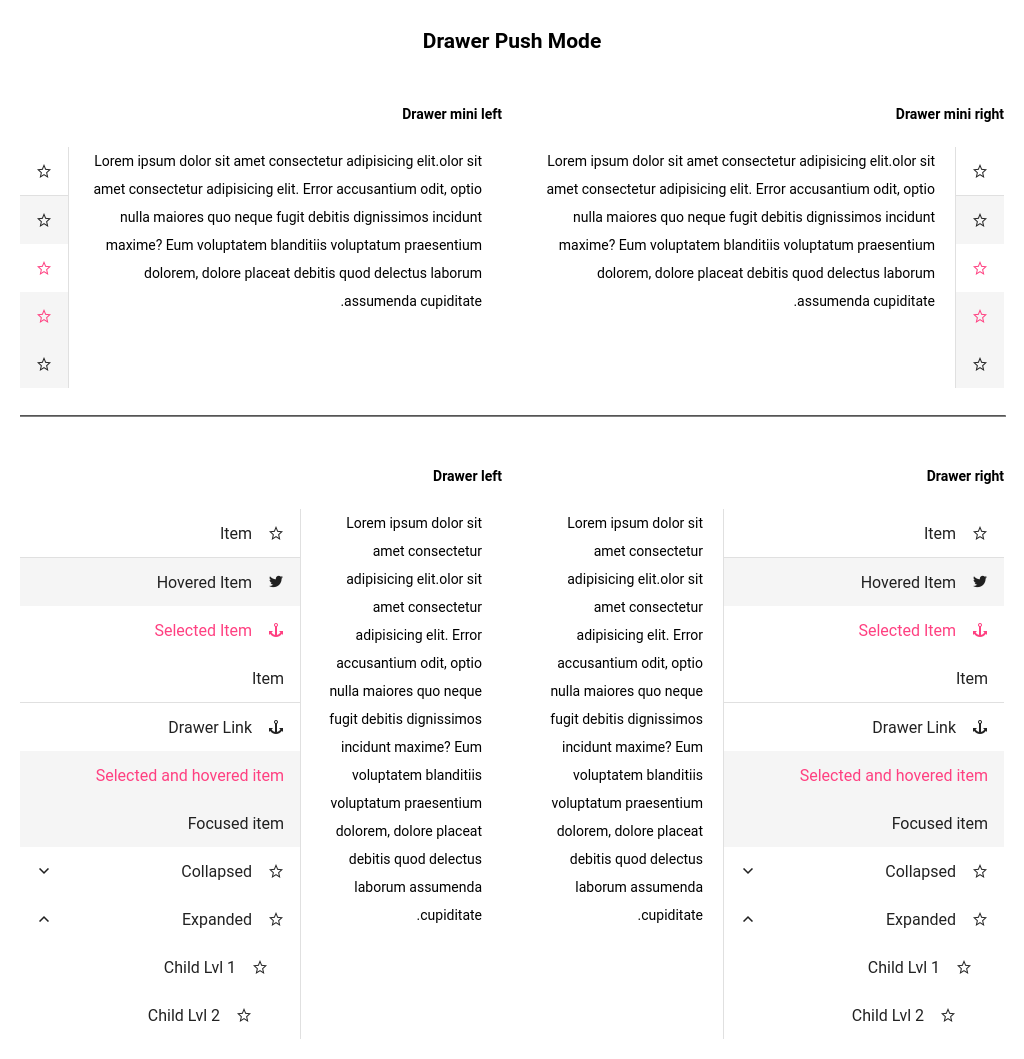 Drawer Push Mode
Drawer mini left
Lorem ipsum dolor sit amet consectetur adipisicing elit.olor sit
amet consectetur adipisicing elit. Error accusantium odit, optio
nulla maiores quo neque fugit debitis dignissimos incidunt
maxime? Eum voluptatem blanditiis voluptatum praesentium
dolorem, dolore placeat debitis quod delectus laborum
.assumenda cupiditate
Drawer mini right
Lorem ipsum dolor sit amet consectetur adipisicing elit.olor sit
amet consectetur adipisicing elit. Error accusantium odit, optio
nulla maiores quo neque fugit debitis dignissimos incidunt
maxime? Eum voluptatem blanditiis voluptatum praesentium
dolorem, dolore placeat debitis quod delectus laborum
.assumenda cupiditate
Drawer left
Item
Hovered Item
Selected Item
Item
Drawer Link
Selected and hovered item
Focused item
Collapsed
Expanded
Child Lvl 1
Child Lvl 2
Lorem ipsum dolor sit
amet consectetur
adipisicing elit.olor sit
amet consectetur
adipisicing elit. Error
accusantium odit, optio
nulla maiores quo neque
fugit debitis dignissimos
incidunt maxime? Eum
voluptatem blanditiis
voluptatum praesentium
dolorem, dolore placeat
debitis quod delectus
laborum assumenda
.cupiditate
Drawer right
Lorem ipsum dolor sit
amet consectetur
adipisicing elit.olor sit
amet consectetur
adipisicing elit. Error
accusantium odit, optio
nulla maiores quo neque
fugit debitis dignissimos
incidunt maxime? Eum
voluptatem blanditiis
voluptatum praesentium
dolorem, dolore placeat
debitis quod delectus
laborum assumenda
.cupiditate
Item
Hovered Item
Selected Item
Item
Drawer Link
Selected and hovered item
Focused item
Collapsed
Expanded
Child Lvl 1
Child Lvl 2